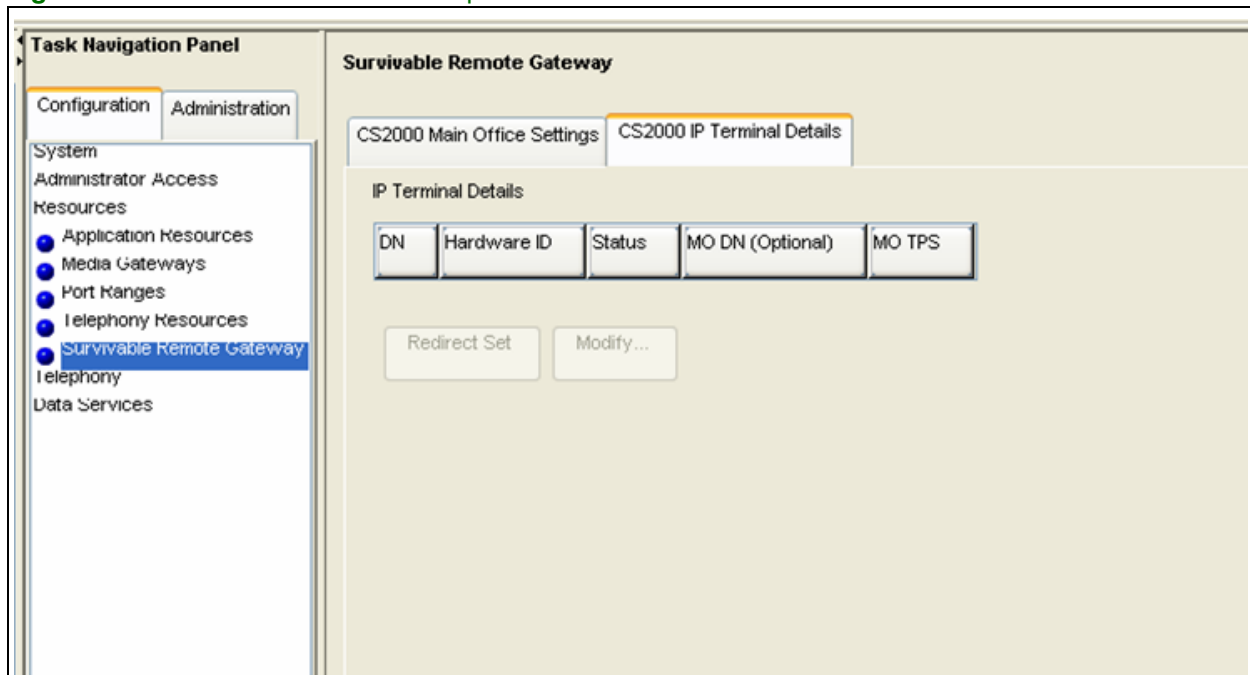 Task Navigation Panel
Configuration
Administration
System
Administrator Access
Resources
Application Resources
Media Gateways
Port Ranges
Telephony Resources
Survivable Remote Gateway
Telephony
Data Services
Survivable Remote Gateway
CS2000 Main Office Settings
CS2000 IP Terminal Details
IP Terminal Details
DN Hardware ID Status MO DN (Optional) MO TPS
Redirect Set Modify...